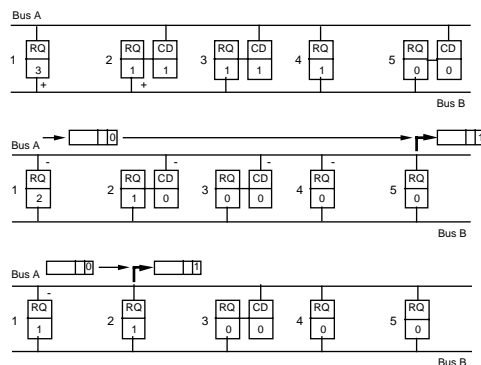 Bus A
1 RQ 3 + 2 RQ 1 + CD 1 3 RQ 1 CD 1 4 RQ 1 5 RQ 0 CD 0
Bus B
0 1
Bus A
- - - -
1 RQ 2 2 RQ 1 CD 0 3 RQ 0 CD 0 4 RQ 0 5 RQ 0
Bus B
0 1
Bus A
-
1 RQ 1 2 RQ 1 3 RQ 0 CD 0 4 RQ 0 5 RQ 0
Bus B